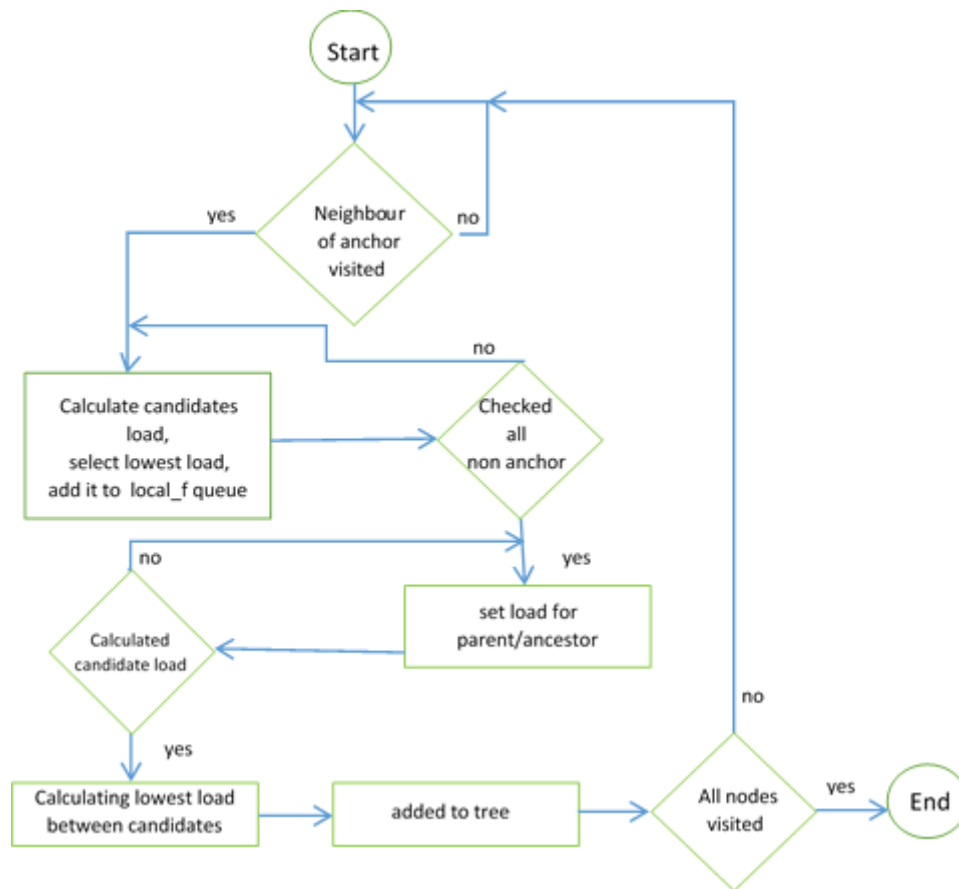 Start
yes
Neighbour
of anchor
visited
no
no
Calculate candidates
load,
select lowest load,
add it to local_f queue
Checked
all
non anchor
no
yes
set load for
parent/ancestor
Calculated
candidate load
yes
no
Calculating lowest load
between candidates
added to tree
All nodes
visited
yes
End